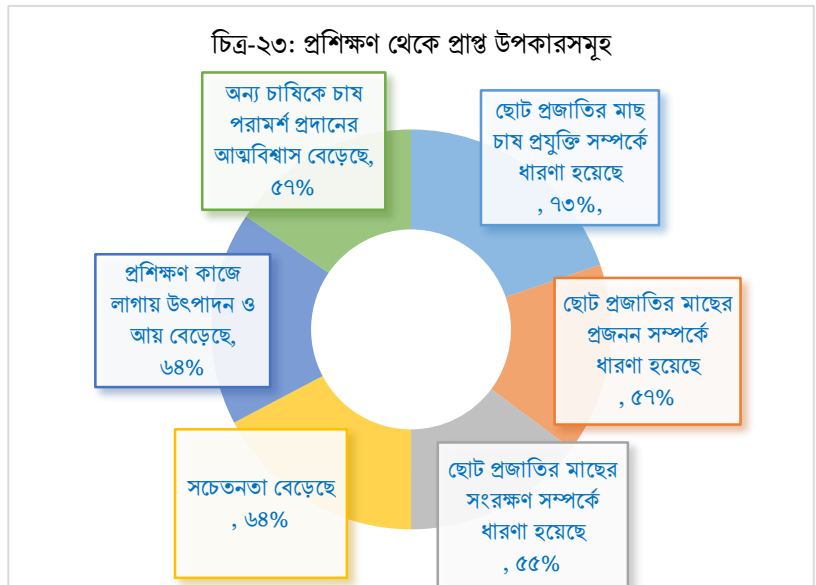 চিত্র-২৩: প্রশিক্ষণ থেকে প্রাপ্ত উপকারসমূহ
অন্য চাষিকে চাষ
পরামর্শ প্রদানের
আত্মবিশ্বাস বেড়েছে,
৫৭%
ছোট প্রজাতির মাছ
চাষ প্রযুক্তি সম্পর্কে
ধারণা হয়েছে
, ৭৩%,
প্রশিক্ষণ কাজে
লাগায় উৎপাদন ও
আয় বেড়েছে,
৬৪%
ছোট প্রজাতির মাছের
প্রজনন সম্পর্কে
ধারণা হয়েছে
, ৫৭%
সচেতনতা বেড়েছে
, ৬৪%
ছোট প্রজাতির মাছের
সংরক্ষণ সম্পর্কে
ধারণা হয়েছে
, ৫৫%